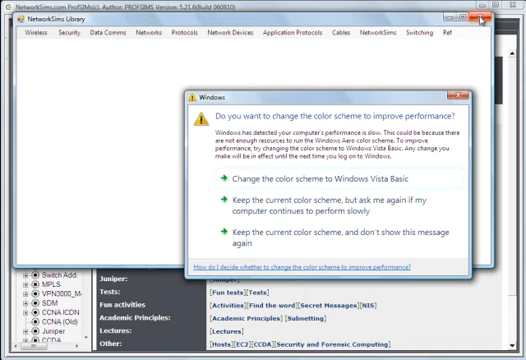 NetworkSims.com ProfSIMs(c). Author: PROFSIMS Version: 5.21.6(Build 060810)
NetworkSims Library
Wireless Security Data Comms Networks Protocols Network Devices Application Protocols Cables NetworkSims Switching Ref
Windows
Do you want to change the color scheme to improve performance?
Windows has detected your computer's performance is slow. This could be because
there are not enough resources to run the Windows Aero color scheme. To improve
performance, try changing the color scheme to Windows Vista Basic. Any change you
make will be in effect until the next time you log on to Windows.
Change the color scheme to Windows Vista Basic
Keep the current color scheme, but ask me again if my
computer continues to perform slowly
Keep the current color scheme, and don't show this message
again
How do I decide whether to change the color scheme to improve performance?
Switch Add.
MPLS
VPN3000_M
SDM
CCNA ICDN
CCNA (Old)
Juniper
CCDA
Juniper: [Juniper]
Tests: [Fun tests][Tests]
Fun activities [Activities][Find the word][Secret Messages][NIS]
Academic Principles: [Academic Principles] [Subnetting]
Lectures: [Lectures]
Other: [Hosts][EC2][CCDA][Security and Forensic Computing]